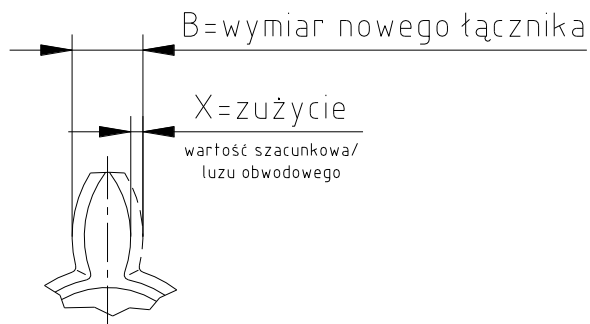 B=wymiar nowego łącznika
X=zużycie
wartość szacunkowa/
luzu obwodowego